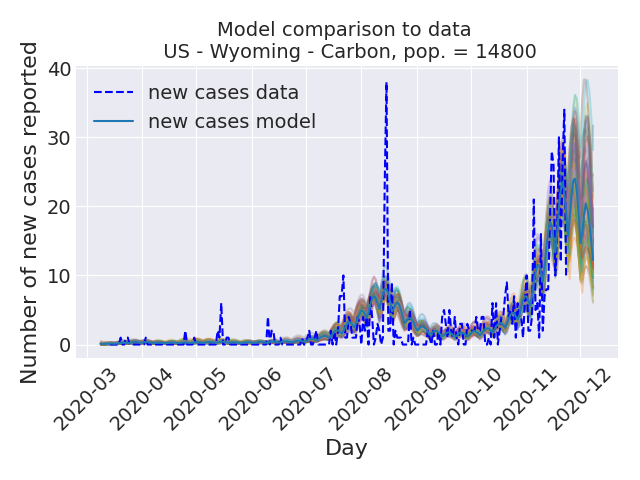 Model comparison to data
US - Wyoming - Carbon, pop. = 14800
Number of new cases reported
40
30
20
10
0
new cases data
new cases model
2020-03
2020-04
2020-05
2020-06
2020-07
2020-08
2020-09
2020-10
2020-11
2020-12
Day